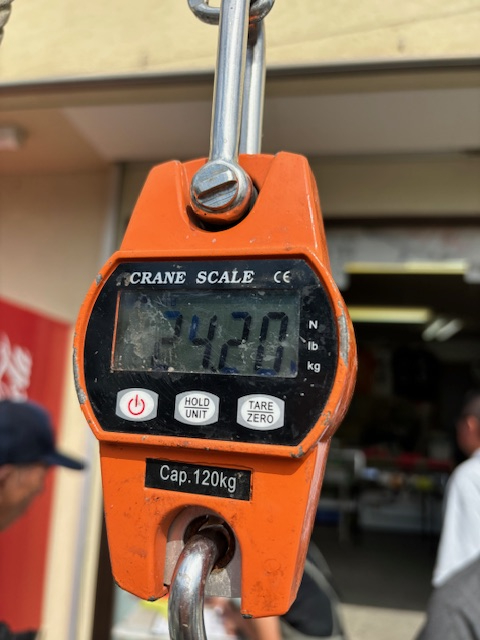 CRANE SCALE CE
24.20
N
lb
kg
HOLD
UNIT
TARE
ZERO
Cap.120kg